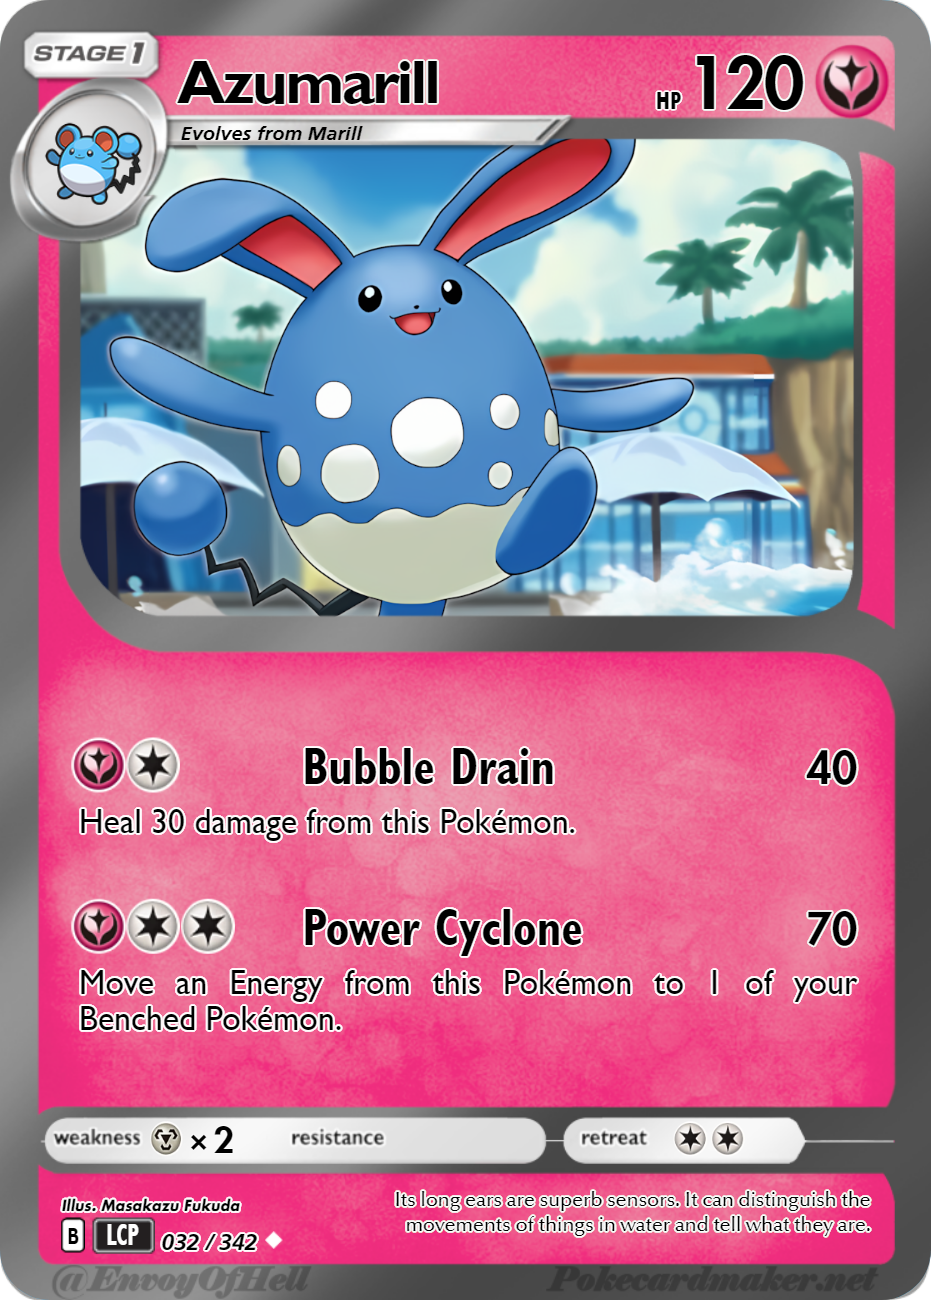 STAGE 1
Azumarill
HP 120
Evolves from Marill
Bubble Drain 40
Heal 30 damage from this Pokémon.
Power Cyclone 70
Move an Energy from this Pokémon to 1 of your
Benched Pokémon.
weakness × 2 resistance retreat
Illus. Masakazu Fukuda
Its long ears are superb sensors. It can distinguish the
movements of things in water and tell what they are.
B LCP 032 / 342
@EnvoyOfHell Pokecardmaker.net